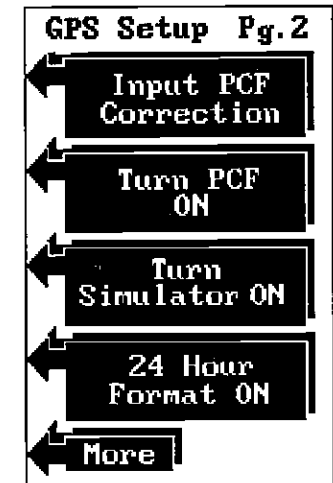 GPS Setup Pg.2
Input PCF
Correction
Turn PCF
ON
Turn
Simulator ON
24 Hour
Format ON
More